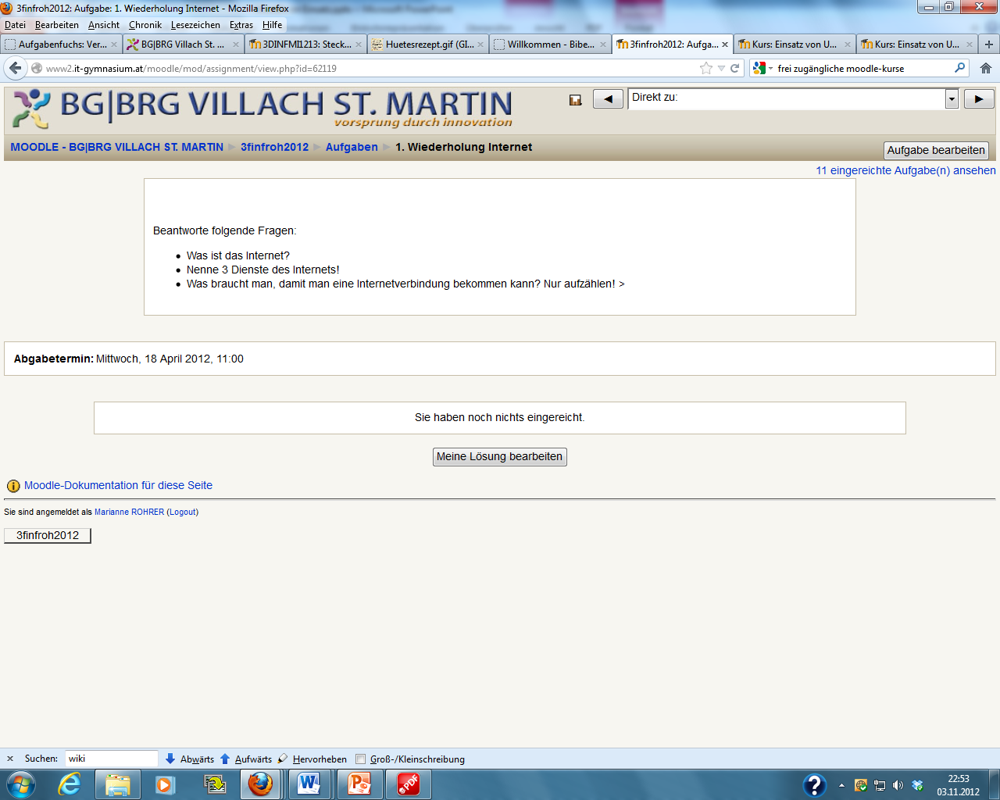 3finfroh2012: Aufgabe: 1. Wiederholung Internet - Mozilla Firefox
Datei Bearbeiten Ansicht Chronik Lesezeichen Extras Hilfe
Aufgabenfuchs: Ver... BG|BRG Villach St. ... 3DINFMI1213: Steck... Huetesrezept.gif (GI... Willkommen - Bibe... 3finfroh2012: Aufga... Kurs: Einsatz von U... Kurs: Einsatz von U...
www2.it-gymnasium.at/moodle/mod/assignment/view.php?id=62119 frei zugängliche moodle-kurse
BG|BRG VILLACH ST. MARTIN
vorsprung durch innovation
Direkt zu:
MOODLE - BG|BRG VILLACH ST. MARTIN ► 3finfroh2012 ► Aufgaben ► 1. Wiederholung Internet
Aufgabe bearbeiten
11 eingereichte Aufgabe(n) ansehen
Beantworte folgende Fragen:
• Was ist das Internet?
• Nenne 3 Dienste des Internets!
• Was braucht man, damit man eine Internetverbindung bekommen kann? Nur aufzählen! >
Abgabetermin: Mittwoch, 18 April 2012, 11:00
Sie haben noch nichts eingereicht.
Meine Lösung bearbeiten
Moodle-Dokumentation für diese Seite
Sie sind angemeldet als Marianne ROHRER (Logout)
3finfroh2012
Suchen: wiki Abwärts Aufwärts Hervorheben Groß-/Kleinschreibung
22:53
03.11.2012